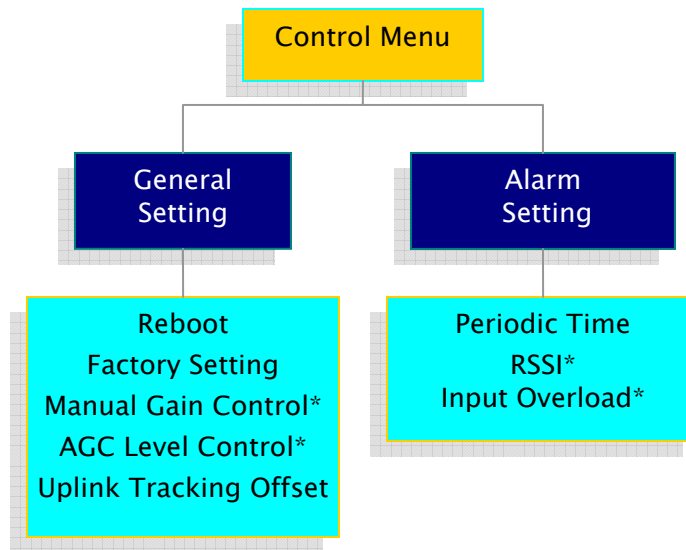 Control Menu
General
Setting
Alarm
Setting
Reboot
Factory Setting
Manual Gain Control*
AGC Level Control*
Uplink Tracking Offset
Periodic Time
RSSI*
Input Overload*